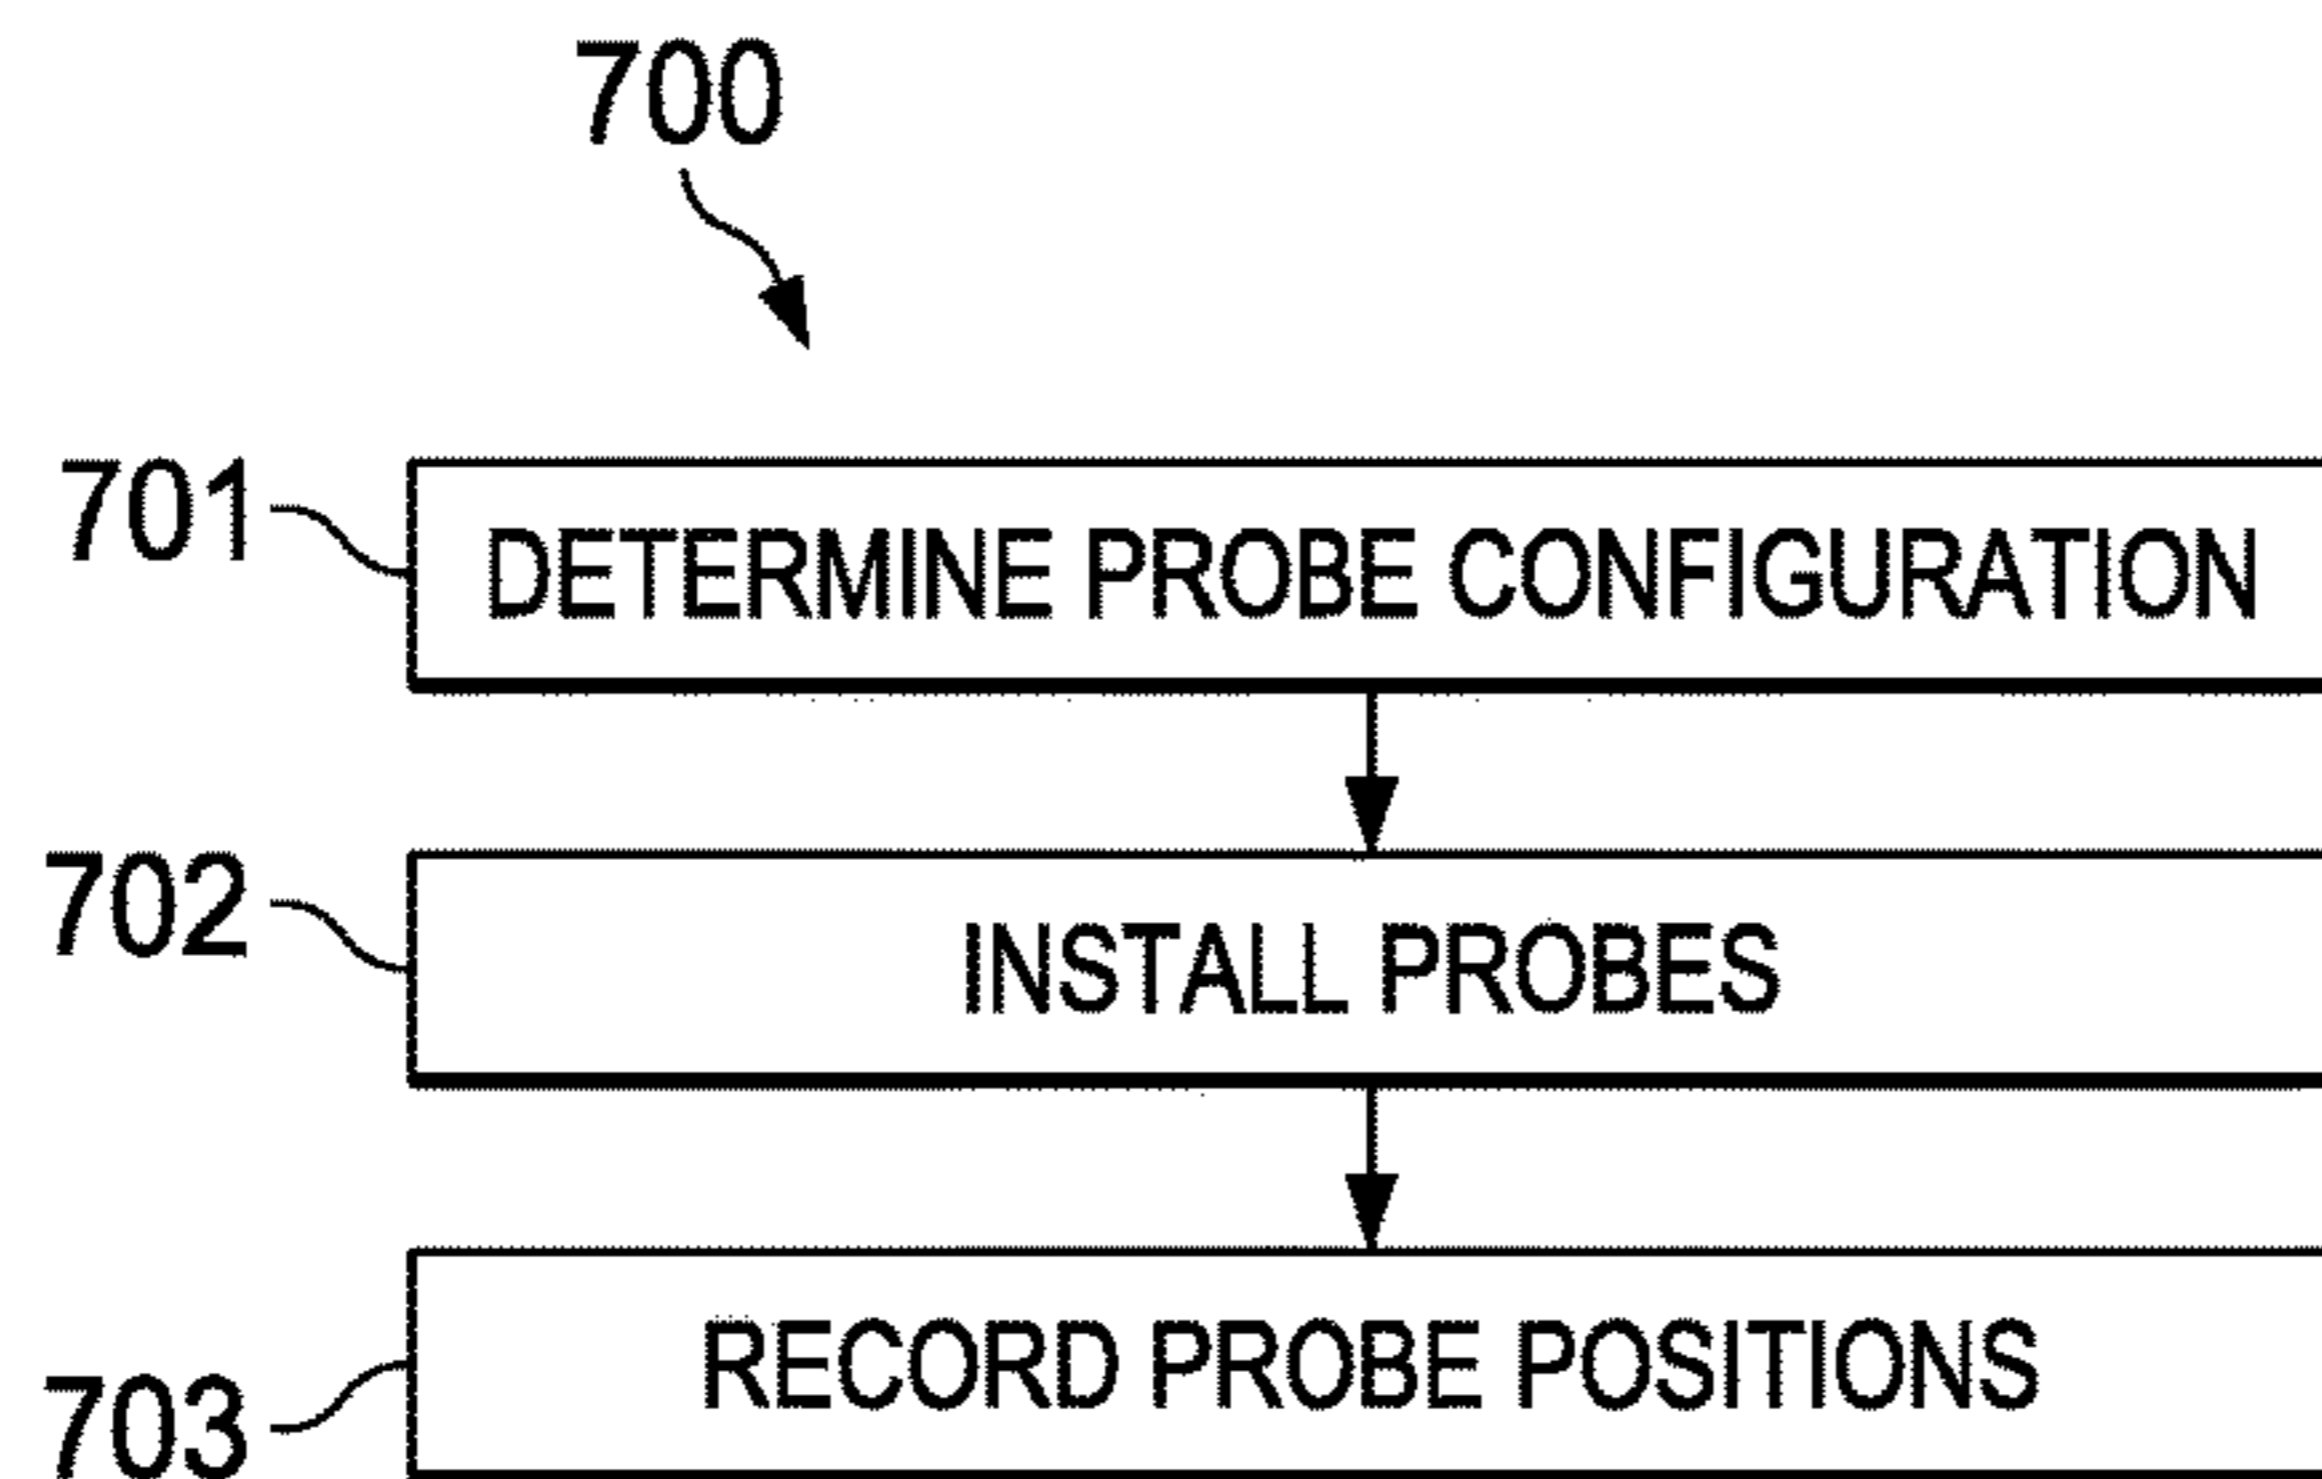 700
701
DETERMINE PROBE CONFIGURATION
702
INSTALL PROBES
703
RECORD PROBE POSITIONS